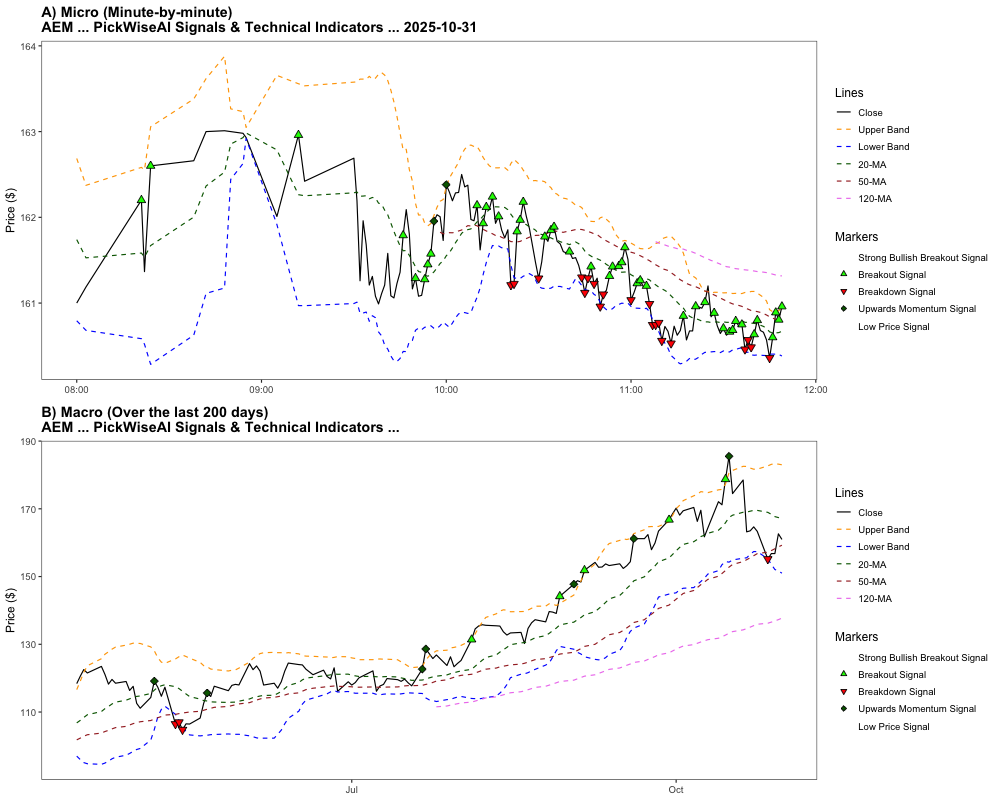 A) Micro (Minute-by-minute)
AEM ... PickWiseAI Signals & Technical Indicators ... 2025-10-31
Price ($)
164
163
162
161
08:00
09:00
10:00
11:00
12:00
Lines
Close
Upper Band
Lower Band
20-MA
50-MA
120-MA
Markers
Strong Bullish Breakout Signal
Breakout Signal
Breakdown Signal
Upwards Momentum Signal
Low Price Signal
B) Macro (Over the last 200 days)
AEM ... PickWiseAI Signals & Technical Indicators ...
Price ($)
190
170
150
130
110
Jul
Oct
Lines
Close
Upper Band
Lower Band
20-MA
50-MA
120-MA
Markers
Strong Bullish Breakout Signal
Breakout Signal
Breakdown Signal
Upwards Momentum Signal
Low Price Signal